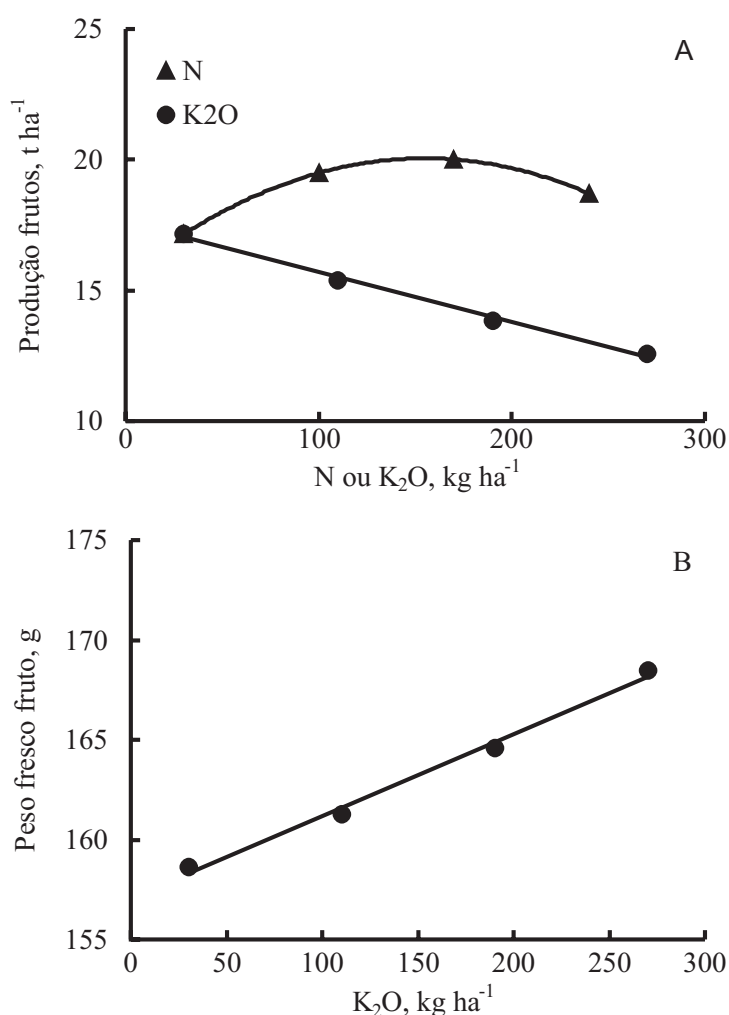 25
A
N
K2O
20
15
10
0
100
200
300
Produção frutos, t ha⁻¹
N ou K₂O, kg ha⁻¹
175
B
170
165
160
155
0
50
100
150
200
250
300
Peso fresco fruto, g
K₂O, kg ha⁻¹